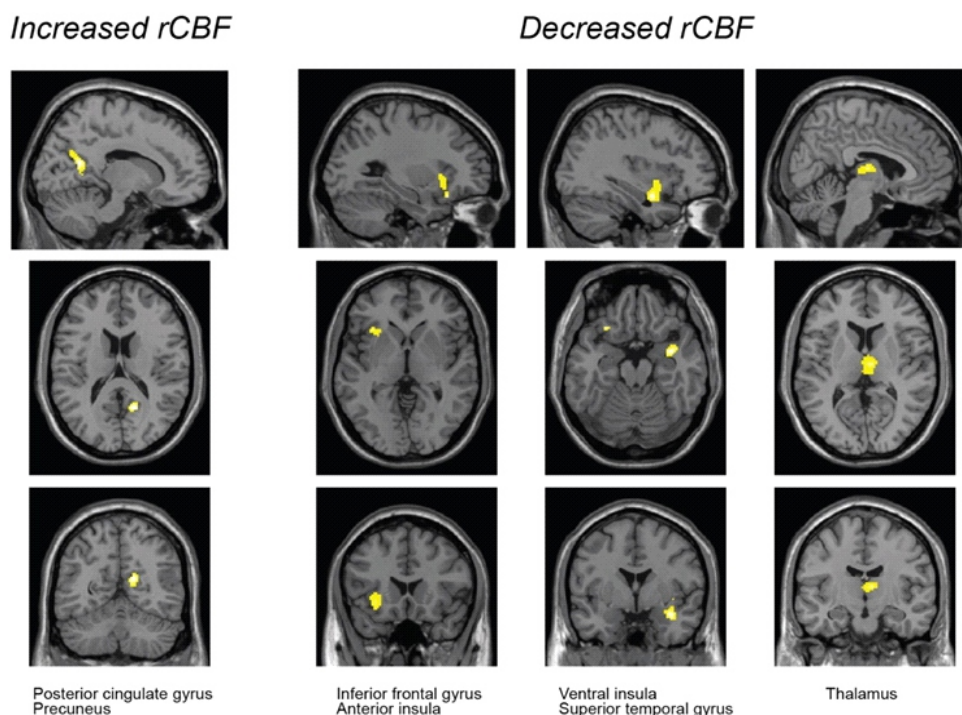 Increased rCBF
Decreased rCBF
Posterior cingulate gyrus
Precuneus
Inferior frontal gyrus
Anterior insula
Ventral insula
Superior temporal gyrus
Thalamus